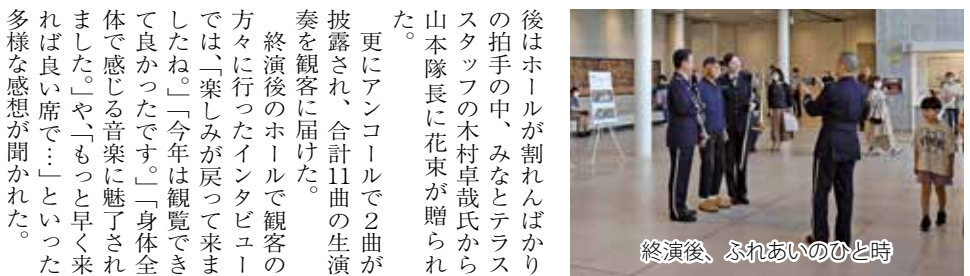 後はホールが割れんばかり
の拍手の中、みなとテラス
スタッフの木村卓哉氏から
山本隊長に花束が贈られ
た。
更にアンコールで2曲が
披露され、合計11曲の生演
奏を観客に届けた。
終演後のホールで観客の
方々に行ったインタビュー
では、「楽しみが戻って来ま
したね。」「今年は観覧でき
て良かったです。」「身体全
体で感じる音楽に魅了され
ました。」や、「もっと早く来
れば良い席で…」といった
多様な感想が聞かれた。
終演後、ふれあいのひと時